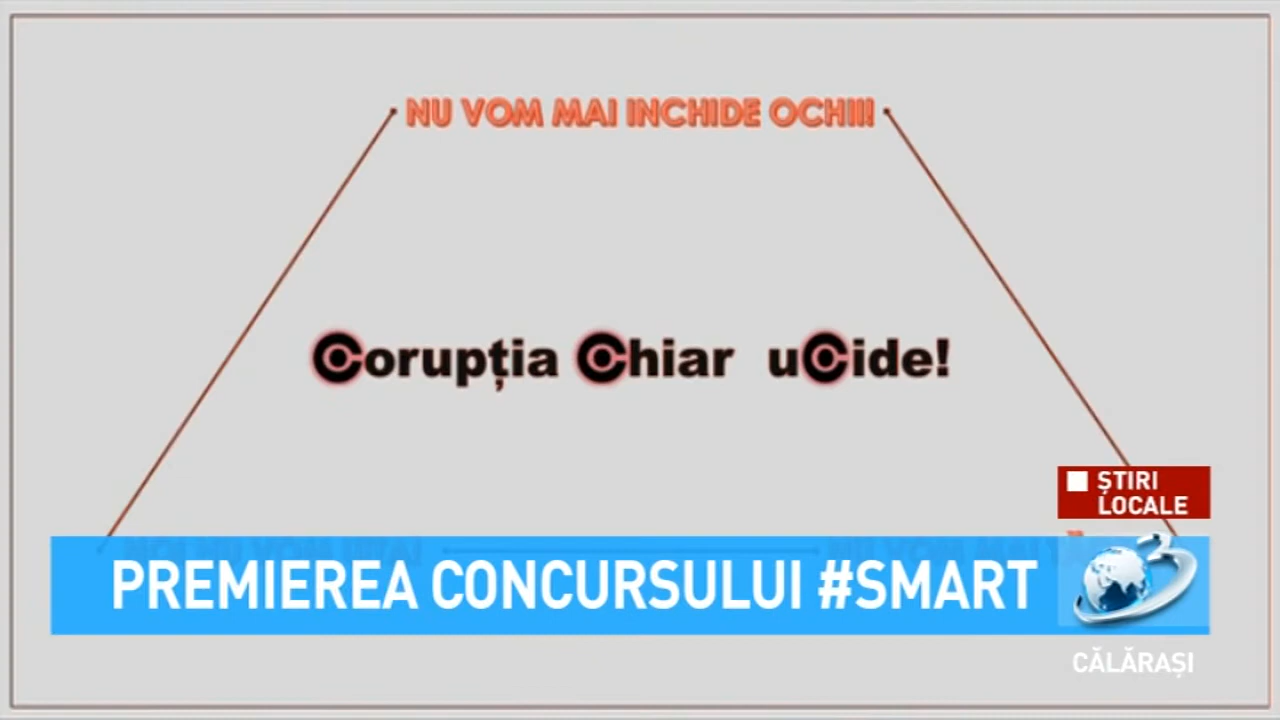 NU VOM MAI INCHIDE OCHII!
Corupția Chiar uCide!
ȘTIRI
LOCALE
PREMIEREA CONCURSULUI #SMART
3
CĂLĂRAȘI